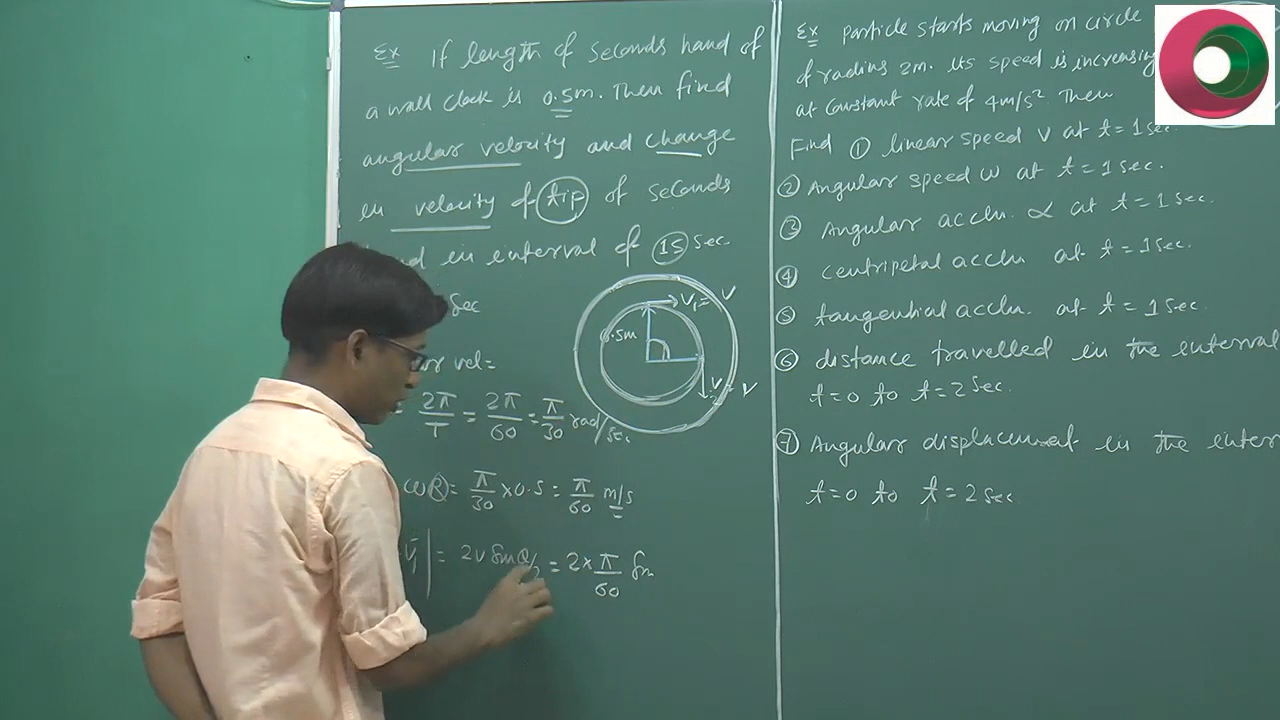 Ex If length of seconds hand of
a wall clock is 0.5m. Then find
angular velocity and change
in velocity of tip of seconds
in interval of 15 sec.
sec
vel=
= 2π/T = 2π/60 = π/30 rad/sec
ωR = π/30 × 0.5 = π/60 m/s
V₁| = 2v Sin θ/2 = 2 × π/60 Sin
V₁ = V
0.5m
V₂ = V
Ex Particle starts moving on circle
of radius 2m. Its speed is increasing
at constant rate of 4m/s² Then
Find ① linear speed v at t = 1 sec.
② Angular speed ω at t = 1 sec.
③ Angular accln. α at t = 1 sec.
④ centripetal accln at t = 1 sec.
⑤ tangential accln. at t = 1 sec.
⑥ distance travelled in the interval
t = 0 to t = 2 sec.
⑦ Angular displacement in the inter
t = 0 to t = 2 sec.